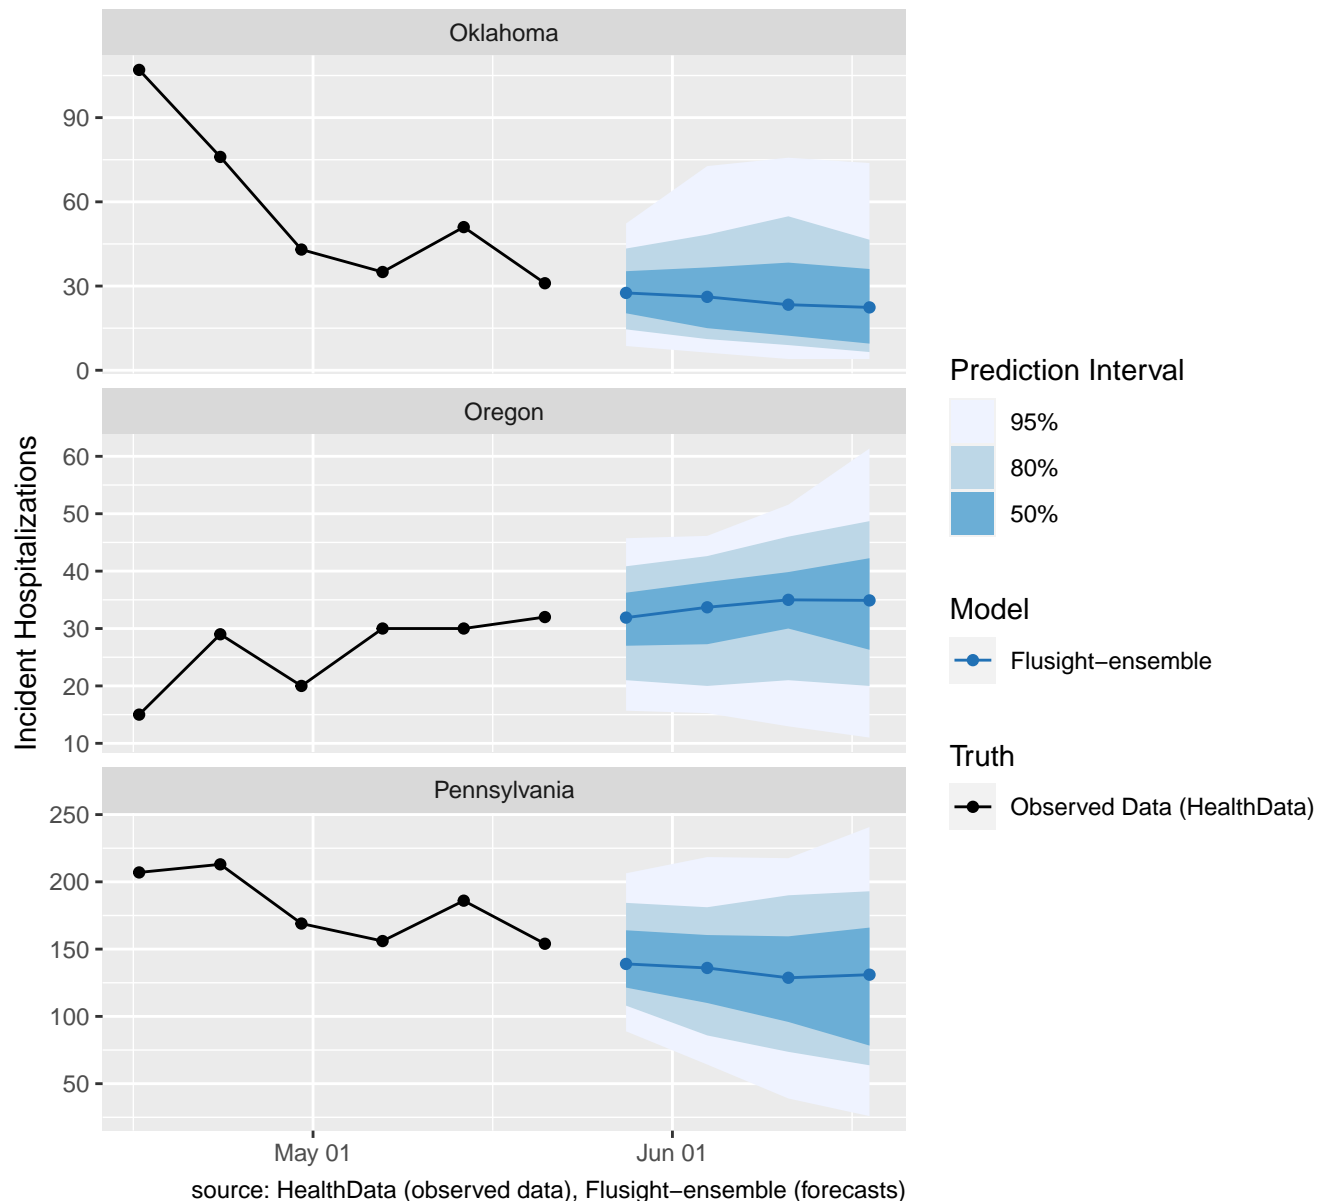 Oklahoma
90
60
30
0
Oregon
60
50
40
30
20
10
Pennsylvania
250
200
150
100
50
May 01
Jun 01
Incident Hospitalizations
source: HealthData (observed data), Flusight−ensemble (forecasts)
Prediction Interval
95%
80%
50%
Model
Flusight−ensemble
Truth
Observed Data (HealthData)